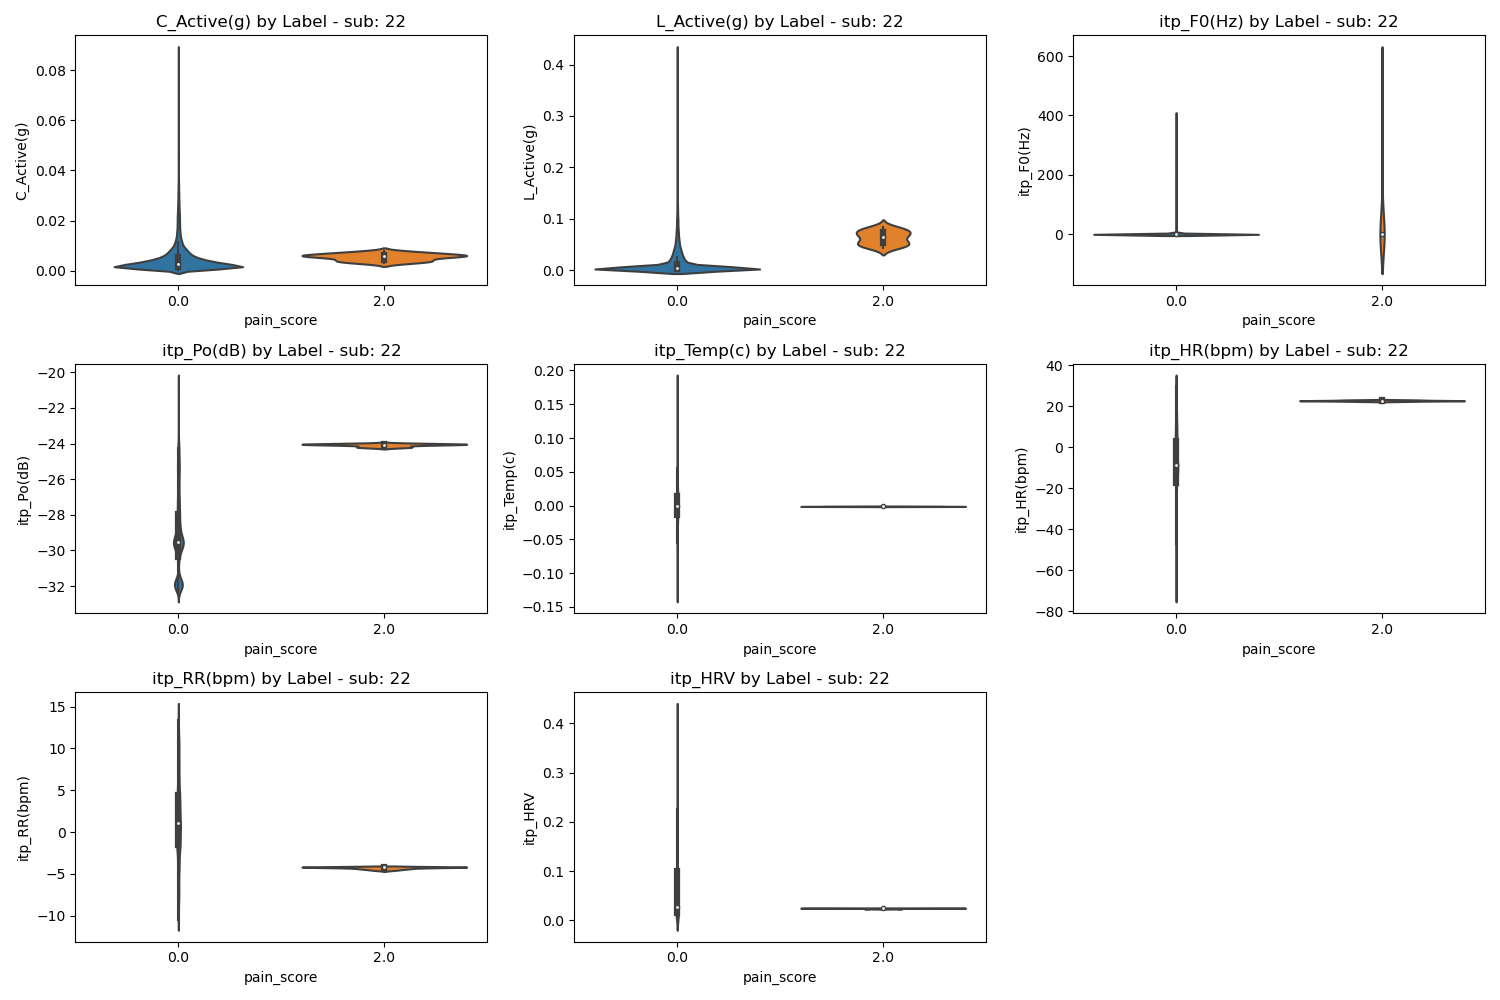 C_Active(g) by Label - sub: 22
C_Active(g)
0.08
0.06
0.04
0.02
0.00
0.0 2.0
pain_score
L_Active(g) by Label - sub: 22
L_Active(g)
0.4
0.3
0.2
0.1
0.0
0.0 2.0
pain_score
itp_F0(Hz) by Label - sub: 22
itp_F0(Hz)
600
400
200
0
0.0 2.0
pain_score
itp_Po(dB) by Label - sub: 22
itp_Po(dB)
−20
−22
−24
−26
−28
−30
−32
0.0 2.0
pain_score
itp_Temp(c) by Label - sub: 22
itp_Temp(c)
0.20
0.15
0.10
0.05
0.00
−0.05
−0.10
−0.15
0.0 2.0
pain_score
itp_HR(bpm) by Label - sub: 22
itp_HR(bpm)
40
20
0
−20
−40
−60
−80
0.0 2.0
pain_score
itp_RR(bpm) by Label - sub: 22
itp_RR(bpm)
15
10
5
0
−5
−10
0.0 2.0
pain_score
itp_HRV by Label - sub: 22
itp_HRV
0.4
0.3
0.2
0.1
0.0
0.0 2.0
pain_score